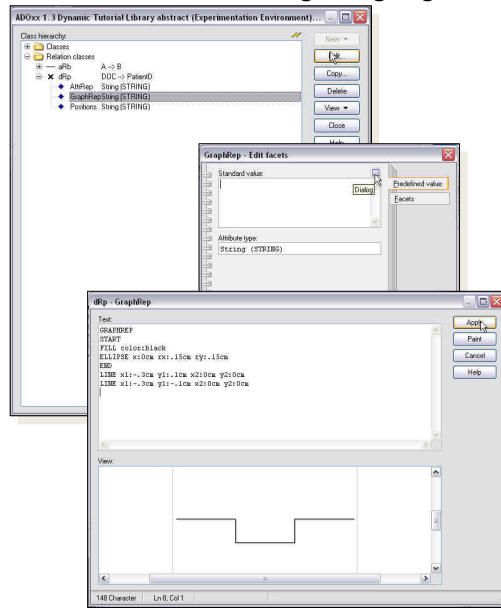 ADOxx 1.3 Dynamic Tutorial Library abstract (Experimentation Environment)...
Class hierarchy:
New
Classes
Relation classes
aRb A -> B
dRp DOC -> PatientD
AttrRep String (STRING)
GraphRep String (STRING)
Positions String (STRING)
Copy...
Delete
View
Close
GraphRep - Edit facets
Standard value:
Dialog
Predefined value
Facets
Attribute type:
String (STRING)
dRp - GraphRep
Text:
GRAPHREP
START
FILL color:black
ELLIPSE x:0cm rx:.15cm ry:.15cm
END
LINE x1:-.3cm y1:.1cm x2:0cm y2:0cm
LINE x1:-.3cm y1:-.1cm x2:0cm y2:0cm
Apply
Paint
Cancel
Help
View:
148 Character Ln 8, Col 1